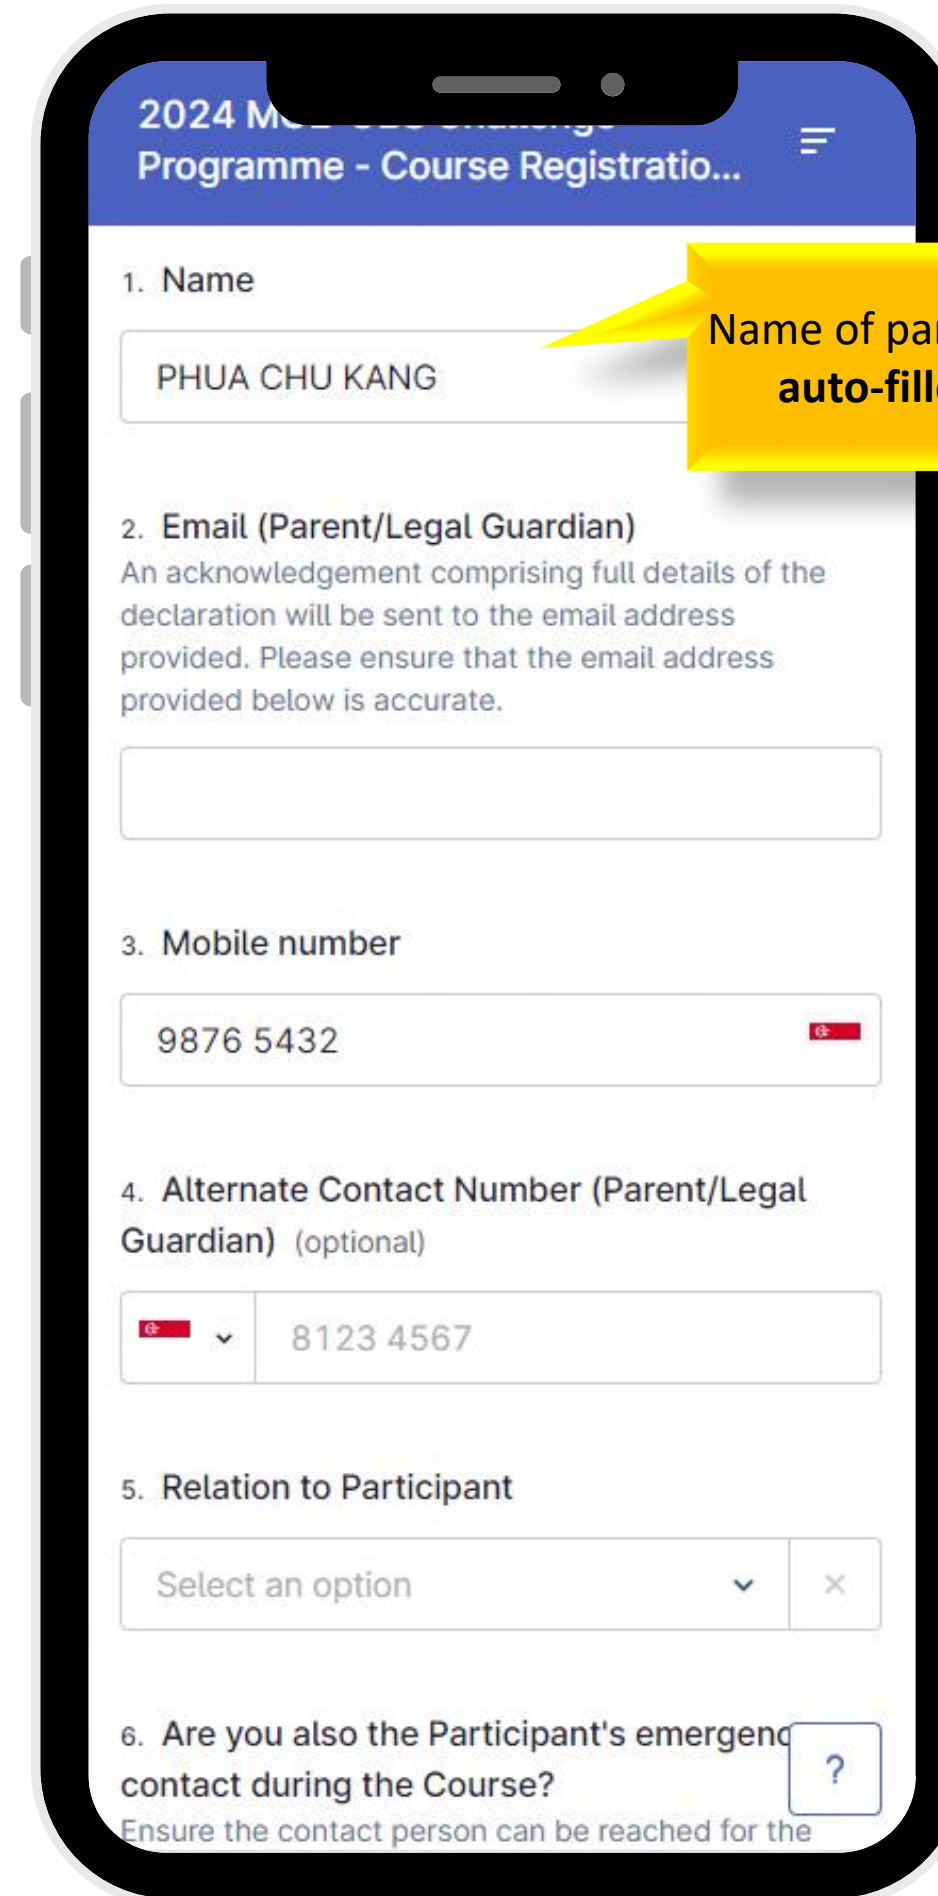 2024
Programme - Course Registratio...
1. Name
PHUA CHU KANG
Name of
auto-fill
2. Email (Parent/Legal Guardian)
An acknowledgement comprising full details of the
declaration will be sent to the email address
provided. Please ensure that the email address
provided below is accurate.
3. Mobile number
9876 5432
4. Alternate Contact Number (Parent/Legal
Guardian) (optional)
8123 4567
5. Relation to Participant
Select an option
6. Are you also the Participant's emergenc
contact during the Course?
?
Ensure the contact person can be reached for the